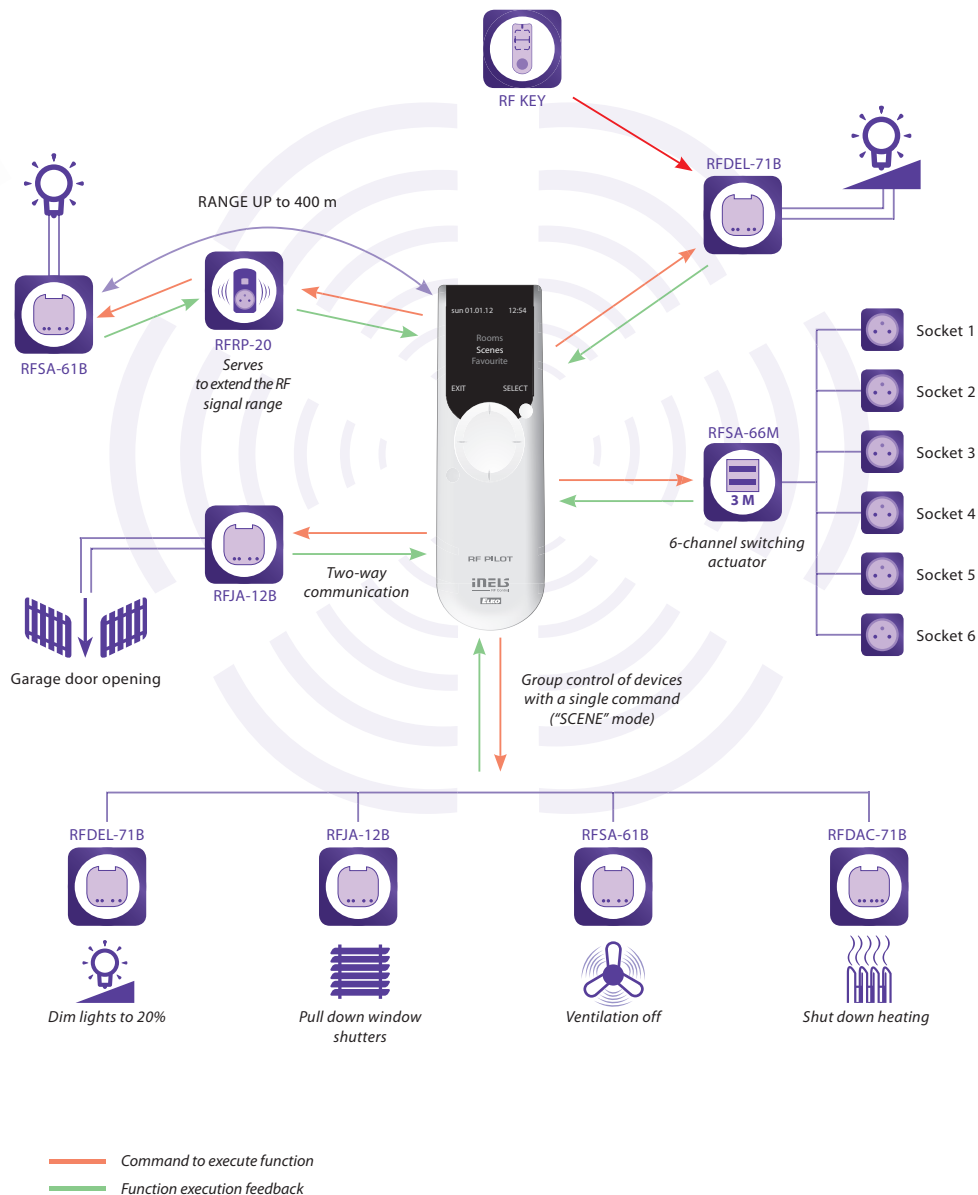 RF KEY
RFDEL-71B
RANGE UP to 400 m
RFSA-61B
RFRP-20
Serves
to extend the RF
signal range
sun 01.01.12 12:54
Rooms
Scenes
Favourite
EXIT SELECT
RF PILOT
iNELS
RF Control
elko
Socket 1
Socket 2
Socket 3
Socket 4
Socket 5
Socket 6
RFSA-66M
3 M
6-channel switching
actuator
RFJA-12B
Two-way
communication
Garage door opening
Group control of devices
with a single command
(“SCENE” mode)
RFDEL-71B
RFJA-12B
RFSA-61B
RFDAC-71B
Dim lights to 20%
Pull down window
shutters
Ventilation off
Shut down heating
Command to execute function
Function execution feedback